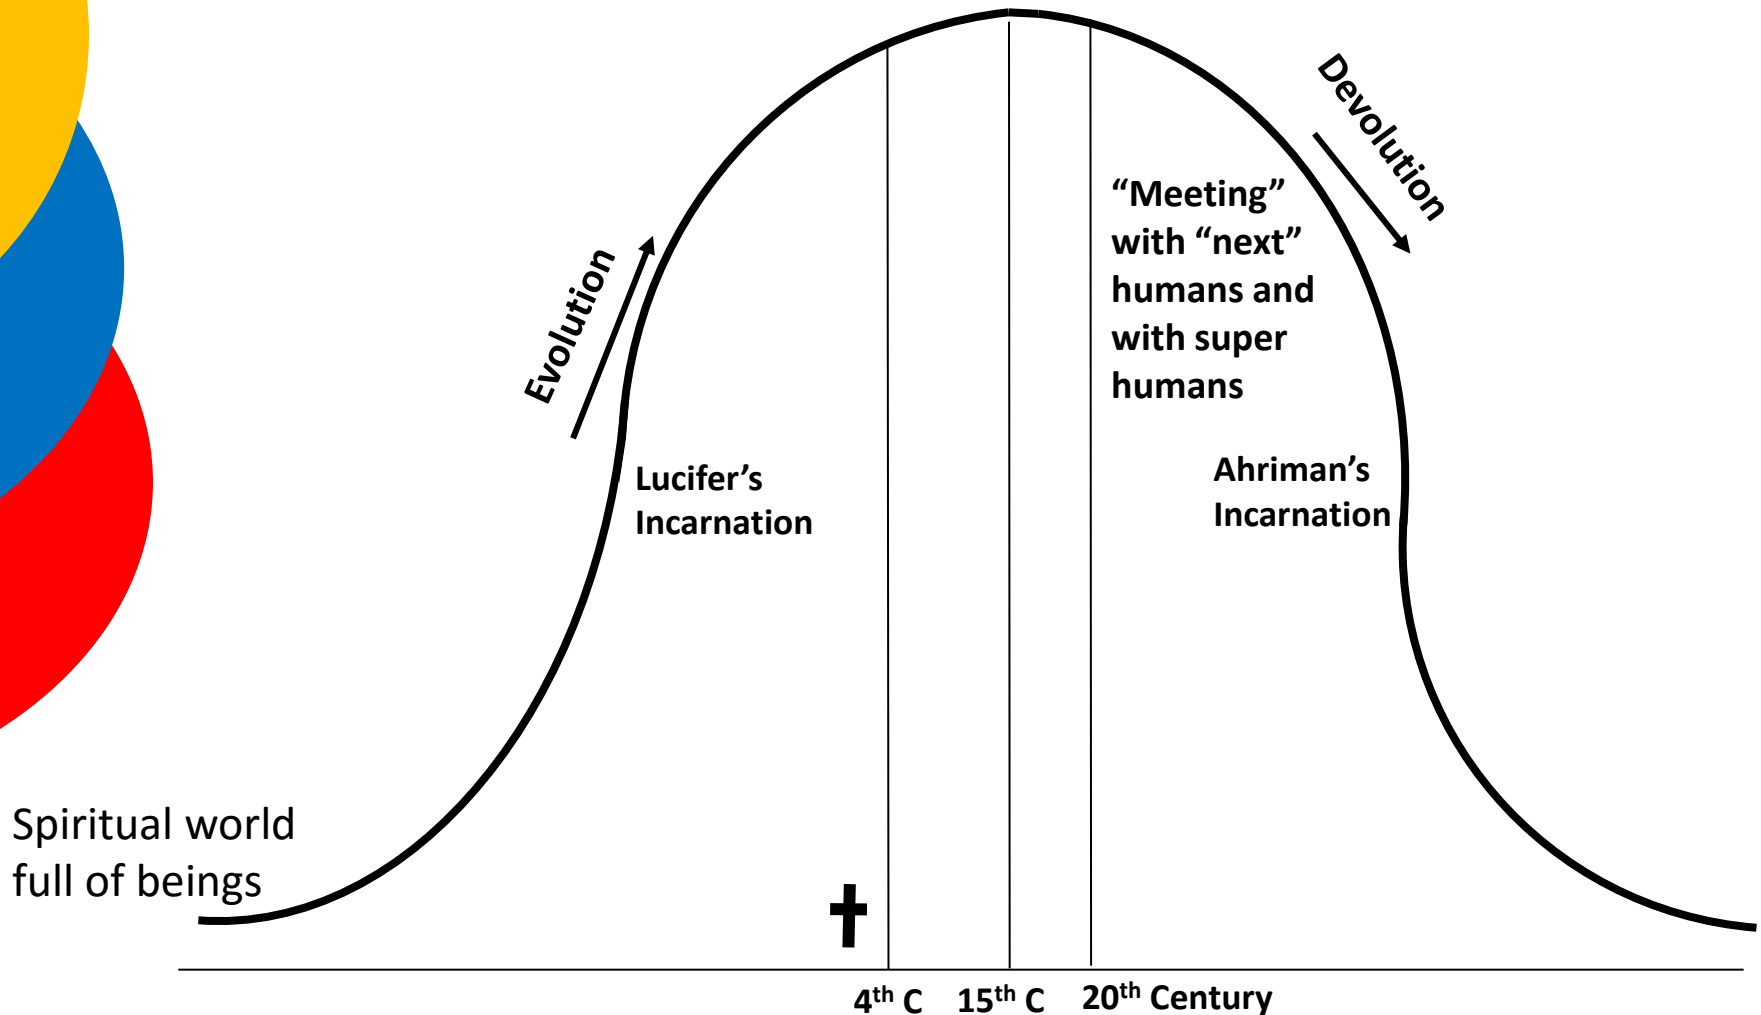 Devolution
Evolution
“Meeting”
with “next”
humans and
with super
humans
Lucifer’s
Incarnation
Ahriman’s
Incarnation
Spiritual world
full of beings
4th C
15th C
20th Century